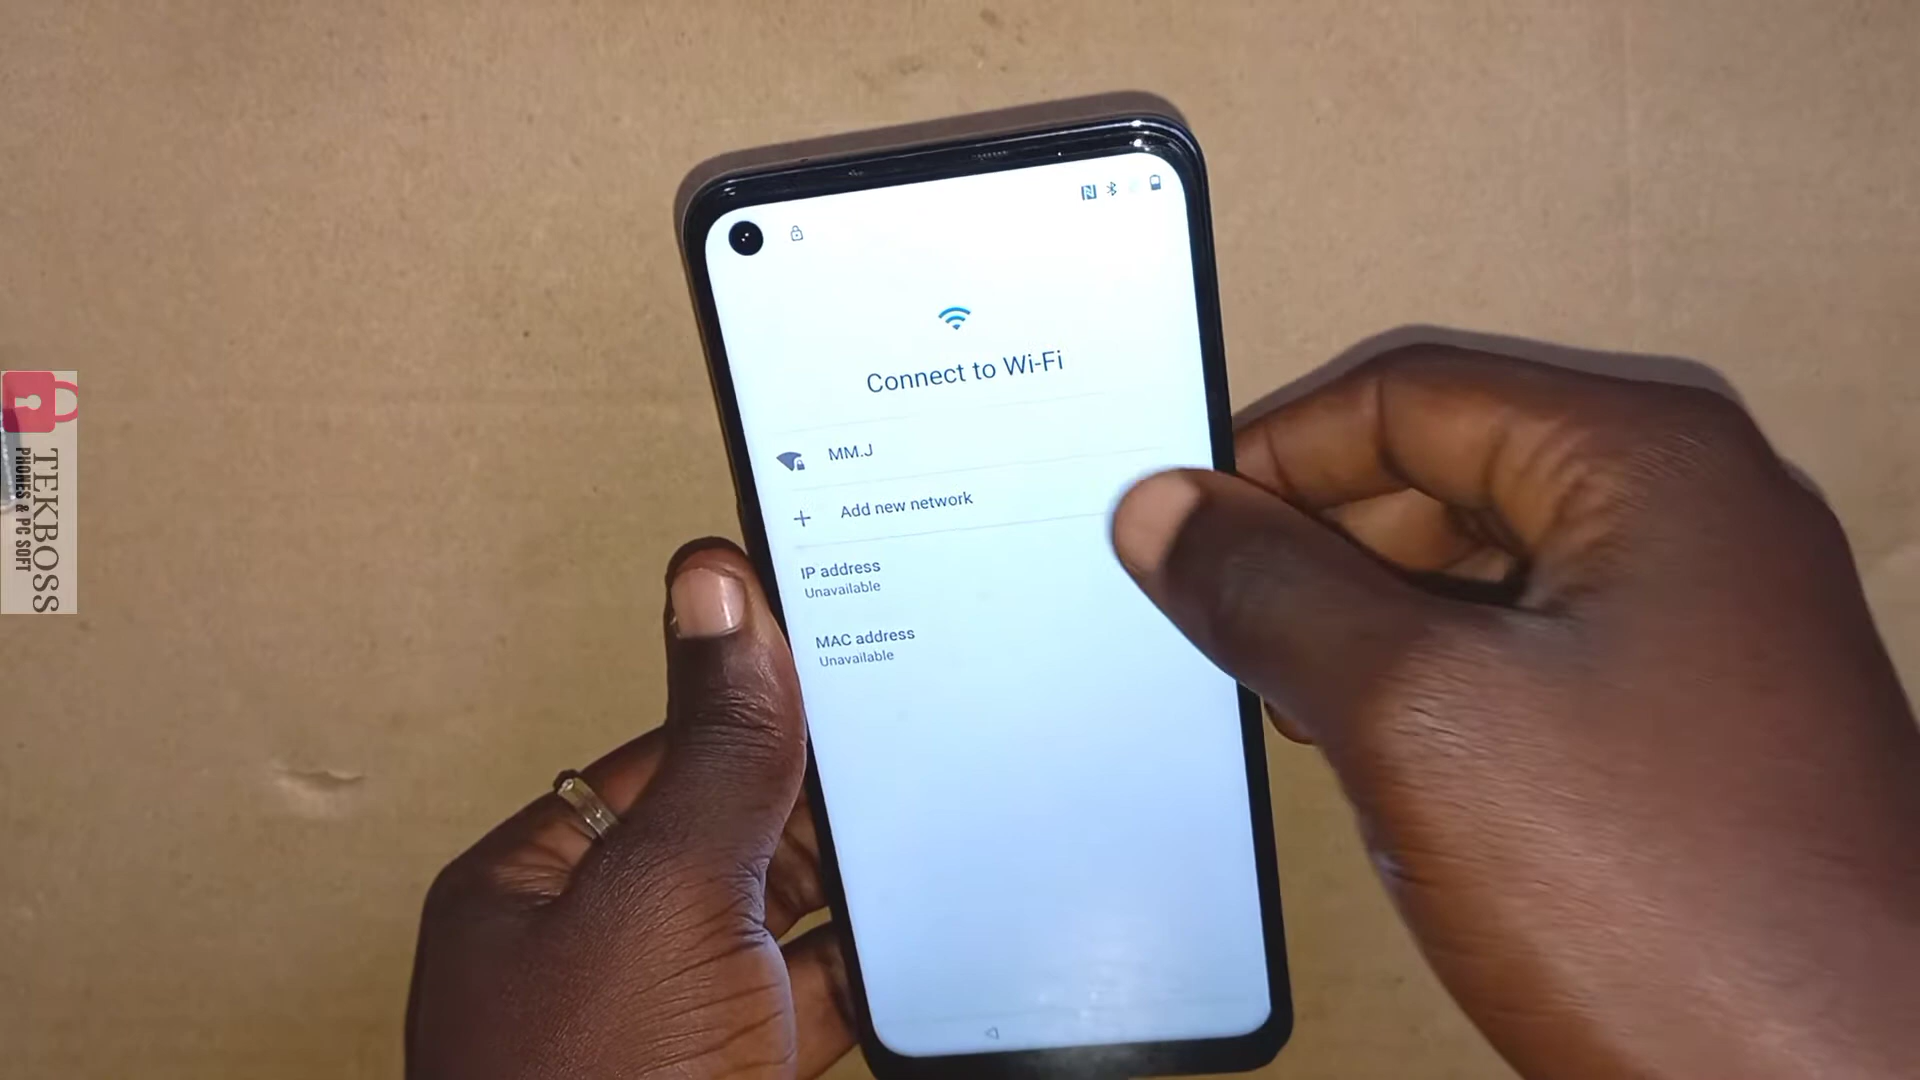 Connect to Wi-Fi
MM.J
Add new network
IP address
Unavailable
MAC address
Unavailable
TEKBOSS
PHONES & PC SOFT